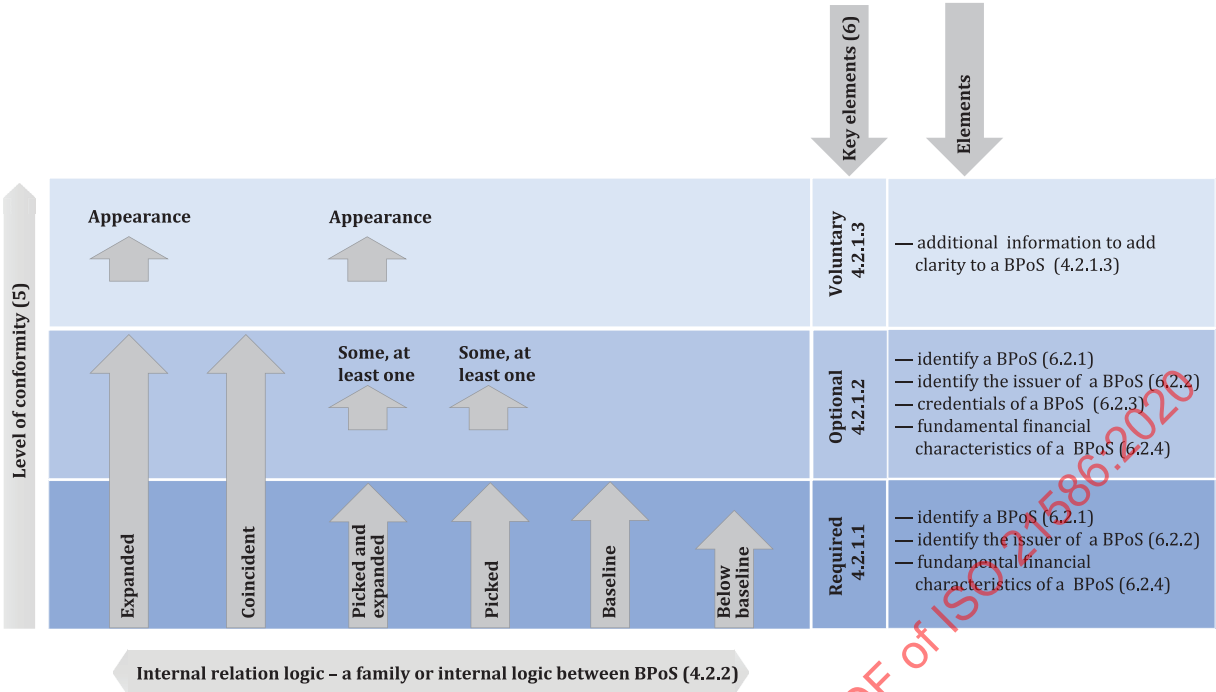 Key elements (6)
Elements
Level of conformity (5)
Appearance
Appearance
Voluntary
4.2.1.3
— additional information to add
clarity to a BPoS (4.2.1.3)
Some, at
least one
Some, at
least one
Optional
4.2.1.2
— identify a BPoS (6.2.1)
— identify the issuer of a BPoS (6.2.2)
— credentials of a BPoS (6.2.3)
— fundamental financial
characteristics of a BPoS (6.2.4)
Expanded
Coincident
Picked and
expanded
Picked
Baseline
Below
baseline
Required
4.2.1.1
— identify a BPoS (6.2.1)
— identify the issuer of a BPoS (6.2.2)
— fundamental financial
characteristics of a BPoS (6.2.4)
Internal relation logic – a family or internal logic between BPoS (4.2.2)
of ISO 21586:2020